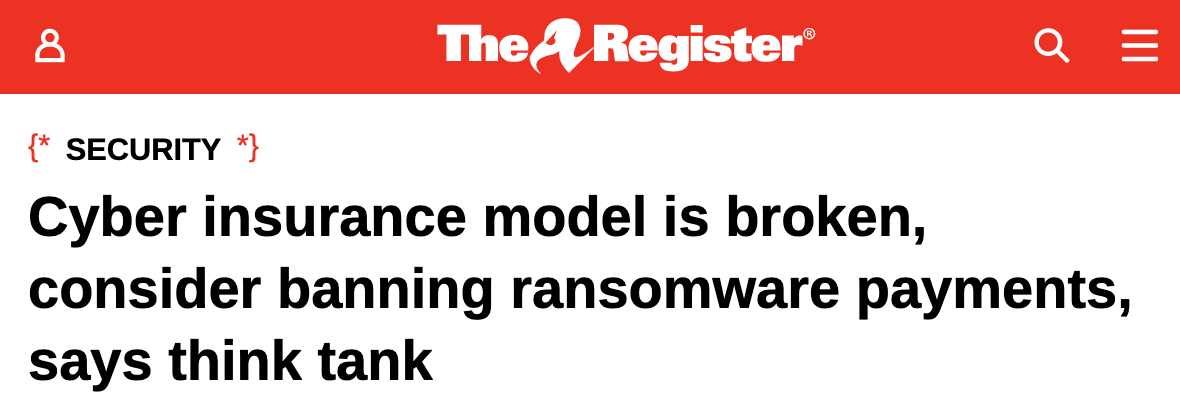 The Register®
{* SECURITY *}
Cyber insurance model is broken,
consider banning ransomware payments,
says think tank